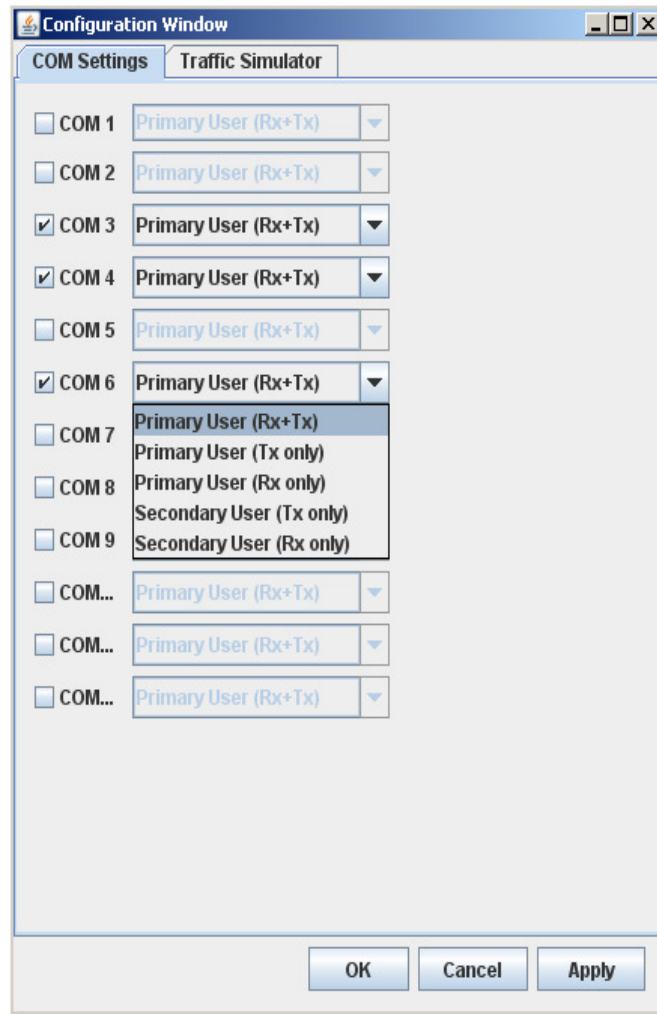 Configuration Window
COM Settings Traffic Simulator
COM 1 Primary User (Rx+Tx)
COM 2 Primary User (Rx+Tx)
COM 3 Primary User (Rx+Tx)
COM 4 Primary User (Rx+Tx)
COM 5 Primary User (Rx+Tx)
COM 6 Primary User (Rx+Tx)
Primary User (Rx+Tx)
COM 7
Primary User (Tx only)
Primary User (Rx only)
COM 8
Secondary User (Tx only)
COM 9
Secondary User (Rx only)
COM... Primary User (Rx+Tx)
COM... Primary User (Rx+Tx)
COM... Primary User (Rx+Tx)
OK Cancel Apply